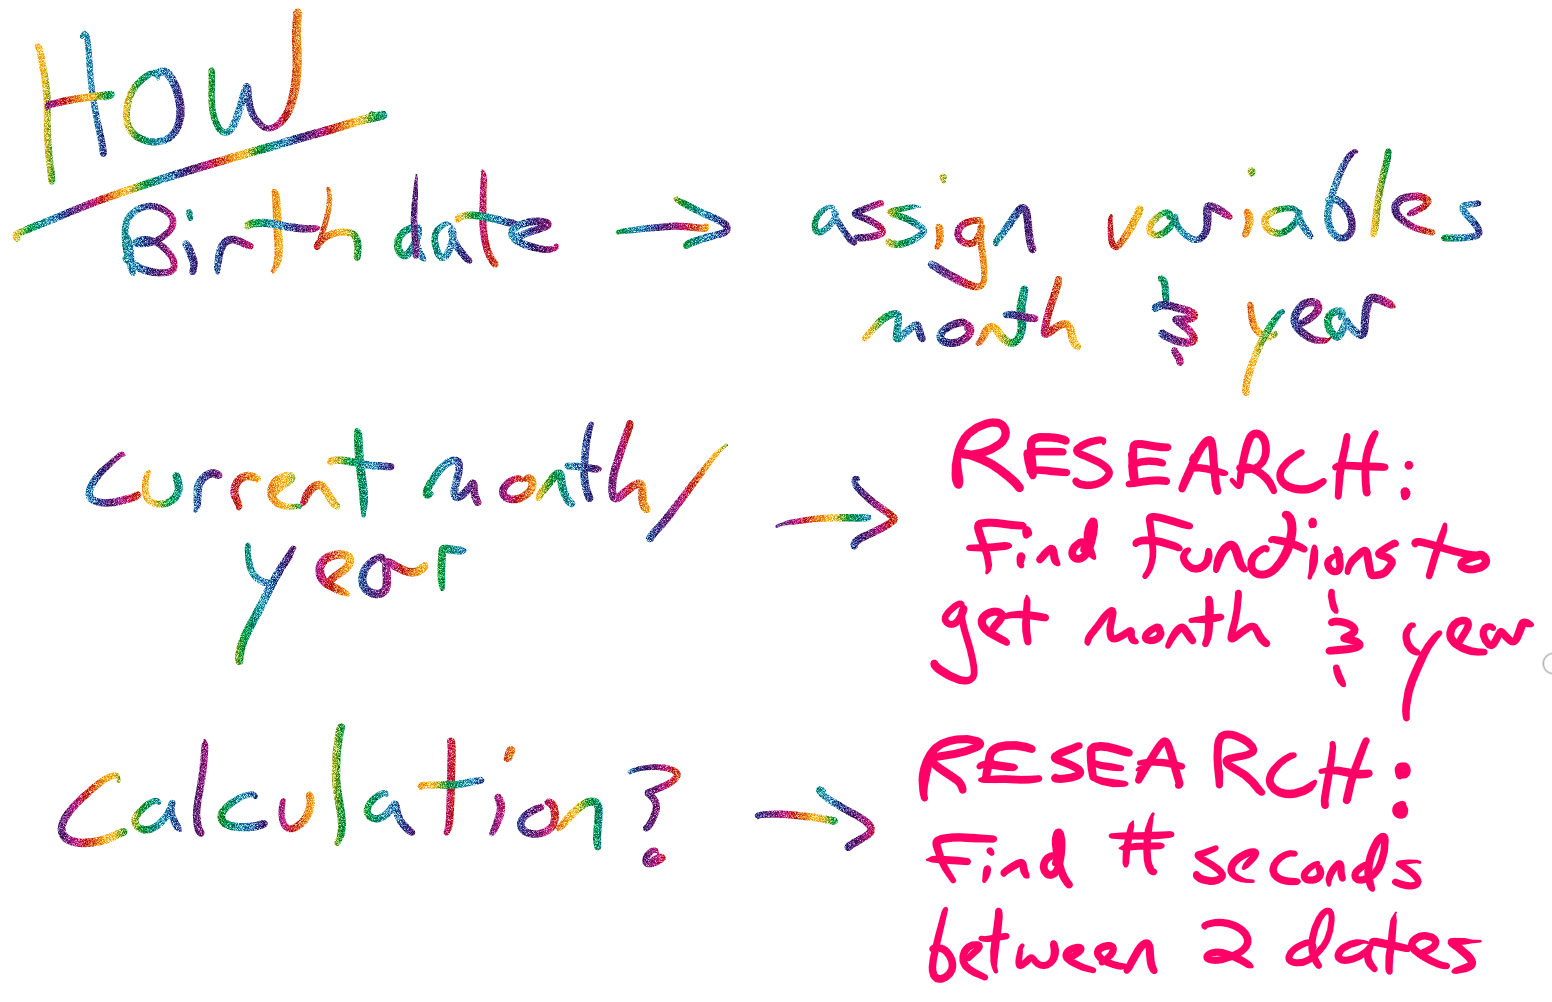 HOW
Birth date → assign variables
month & year
current month/
year → RESEARCH:
Find Functions to
get month & year
Calculation? → RESEARCH:
Find # seconds
between 2 dates